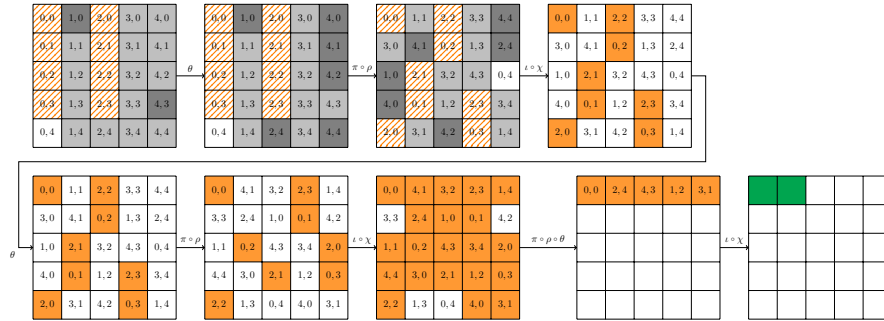 0,0 1,0 2,0 3,0 4,0 0,0 1,0 2,0 3,0 4,0 0,0 1,1 2,2 3,3 4,4 0,0 1,1 2,2 3,3 4,4
0,1 1,1 2,1 3,1 4,1 0,1 1,1 2,1 3,1 4,1 3,0 4,1 0,2 1,3 2,4 3,0 4,1 0,2 1,3 2,4
θ π∘ρ ι∘χ
0,2 1,2 2,2 3,2 4,2 0,2 1,2 2,2 3,2 4,2 1,0 2,1 3,2 4,3 0,4 1,0 2,1 3,2 4,3 0,4
0,3 1,3 2,3 3,3 4,3 0,3 1,3 2,3 3,3 4,3 4,0 0,1 1,2 2,3 3,4 4,0 0,1 1,2 2,3 3,4
0,4 1,4 2,4 3,4 4,4 0,4 1,4 2,4 3,4 4,4 2,0 3,1 4,2 0,3 1,4 2,0 3,1 4,2 0,3 1,4
0,0 1,1 2,2 3,3 4,4 0,0 4,1 3,2 2,3 1,4 0,0 4,1 3,2 2,3 1,4 0,0 2,4 4,3 1,2 3,1
3,0 4,1 0,2 1,3 2,4 3,3 2,4 1,0 0,1 4,2 3,3 2,4 1,0 0,1 4,2
θ π∘ρ ι∘χ π∘ρ∘θ ι∘χ
1,0 2,1 3,2 4,3 0,4 1,1 0,2 4,3 3,4 2,0 1,1 0,2 4,3 3,4 2,0
4,0 0,1 1,2 2,3 3,4 4,4 3,0 2,1 1,2 0,3 4,4 3,0 2,1 1,2 0,3
2,0 3,1 4,2 0,3 1,4 2,2 1,3 0,4 4,0 3,1 2,2 1,3 0,4 4,0 3,1